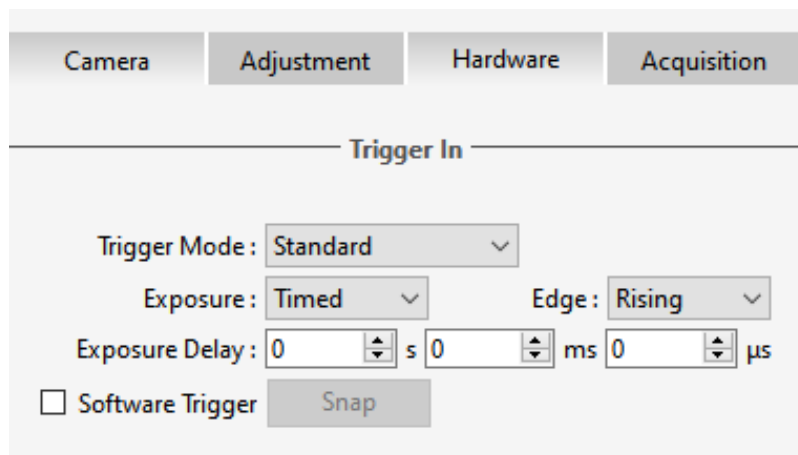 Camera Adjustment Hardware Acquisition
Trigger In
Trigger Mode : Standard
Exposure : Timed Edge : Rising
Exposure Delay : 0 s 0 ms 0 µs
Software Trigger Snap